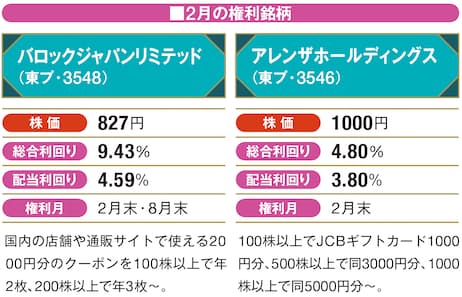 ■2月の権利銘柄
バロックジャパンリミテッド
（東プ・3548）
株価 827円
総合利回り 9.43%
配当利回り 4.59%
権利月 2月末・8月末
国内の店舗や通販サイトで使える20
00円分のクーポンを100株以上で年
2枚、200株以上で年3枚〜。
アレンザホールディングス
（東プ・3546）
株価 1000円
総合利回り 4.80%
配当利回り 3.80%
権利月 2月末
100株以上でJCBギフトカード1000
円分、500株以上で同3000円分、1000
株以上で同5000円分〜。